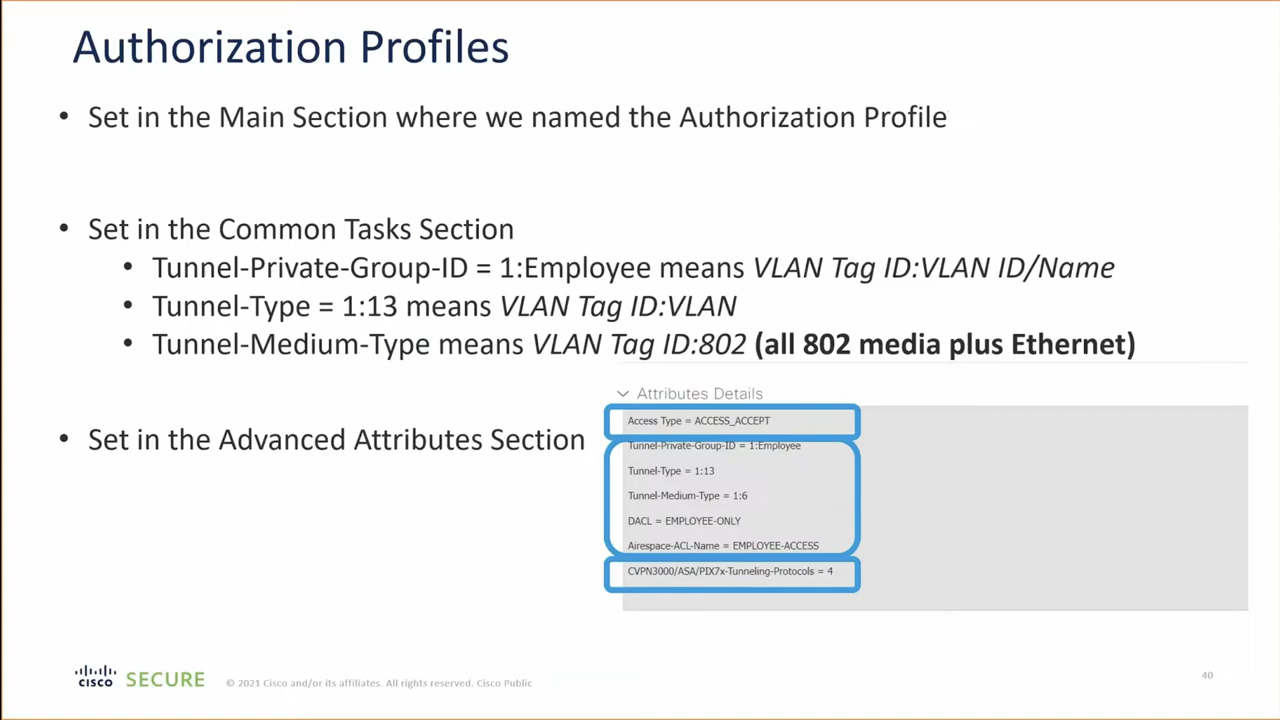 Authorization Profiles
• Set in the Main Section where we named the Authorization Profile
• Set in the Common Tasks Section
• Tunnel-Private-Group-ID = 1:Employee means VLAN Tag ID:VLAN ID/Name
• Tunnel-Type = 1:13 means VLAN Tag ID:VLAN
• Tunnel-Medium-Type means VLAN Tag ID:802 (all 802 media plus Ethernet)
• Set in the Advanced Attributes Section
Attributes Details
Access Type = ACCESS_ACCEPT
Tunnel-Private-Group-ID = 1:Employee
Tunnel-Type = 1:13
Tunnel-Medium-Type = 1:6
DACL = EMPLOYEE-ONLY
Airespace-ACL-Name = EMPLOYEE-ACCESS
CVPN3000/ASA/PIX7x-Tunneling-Protocols = 4
CISCO SECURE © 2021 Cisco and/or its affiliates. All rights reserved. Cisco Public 40